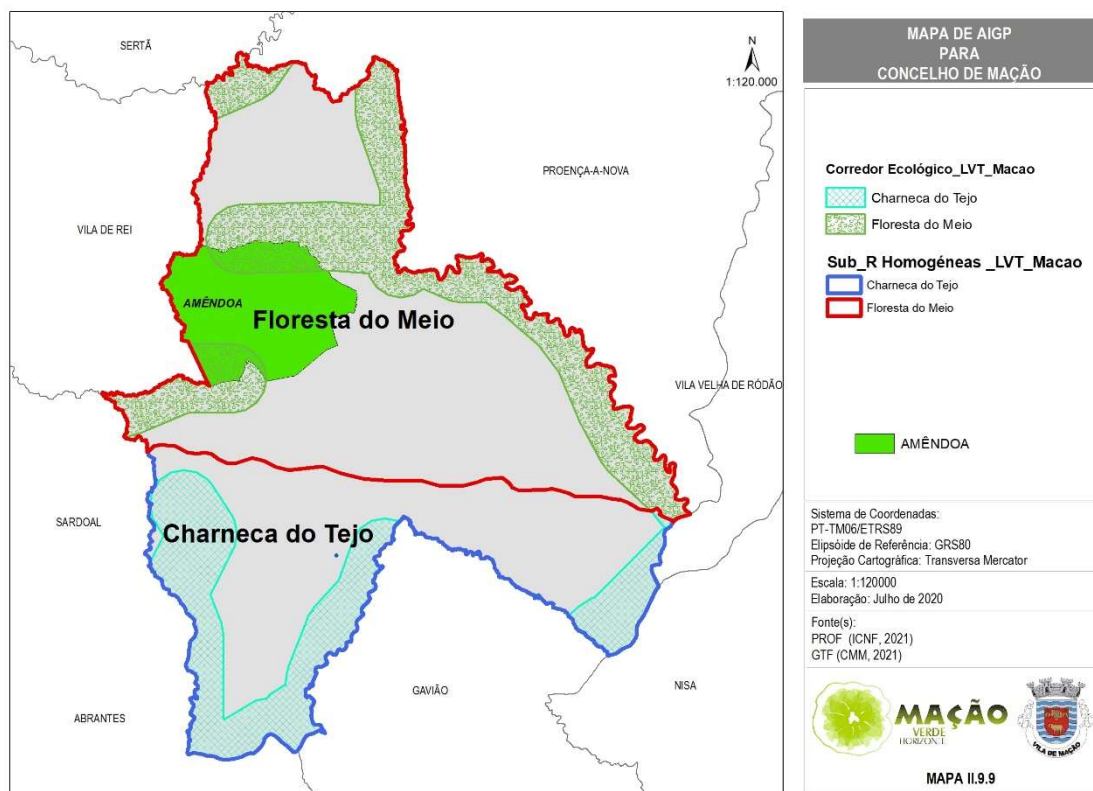 SERTÃ
N
1:120.000
PROENÇA-A-NOVA
VILA DE REI
AMÊNDOA
Floresta do Meio
VILA VELHA DE RÓDÃO
SARDOAL
Charneca do Tejo
GAVIÃO
NISA
ABRANTES
MAPA DE AIGP
PARA
CONCELHO DE MAÇÃO
Corredor Ecológico_LVT_Macao
Charneca do Tejo
Floresta do Meio
Sub_R Homogéneas _LVT_Macao
Charneca do Tejo
Floresta do Meio
AMÊNDOA
Sistema de Coordenadas:
PT-TM06/ETRS89
Elipsóide de Referência: GRS80
Projeção Cartográfica: Transversa Mercator
Escala: 1:120000
Elaboração: Julho de 2020
Fonte(s):
PROF (ICNF, 2021)
GTF (CMM, 2021)
MAÇÃO
VERDE
HORIZONTE
VILA DE MAÇÃO
MAPA II.9.9